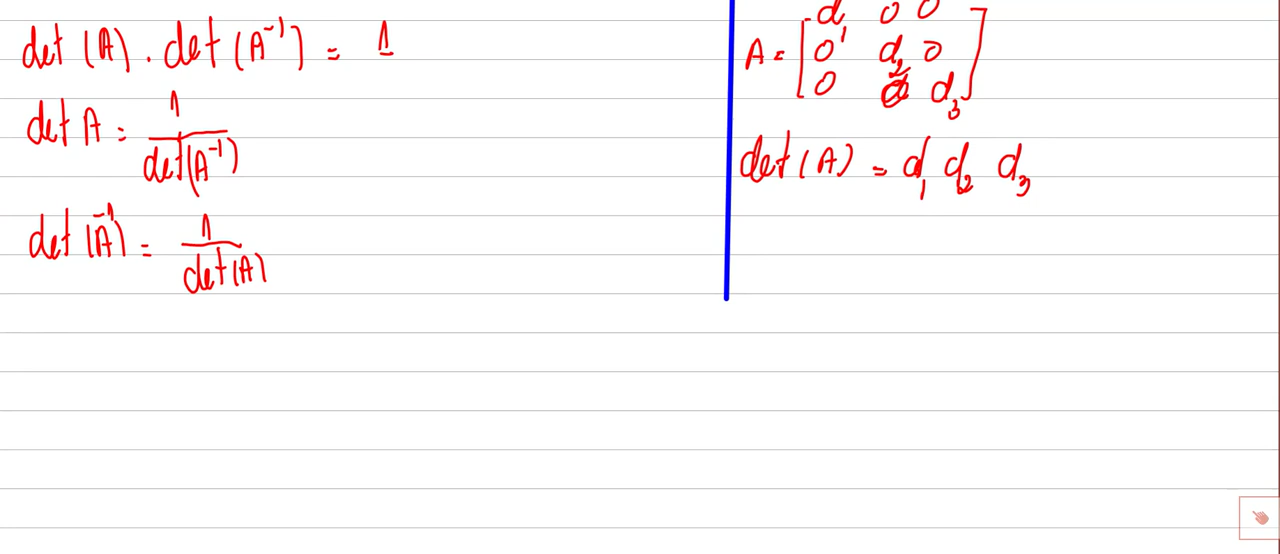 det (A) . det (A⁻¹) = 1
det A = 1 / det(A⁻¹)
det (A⁻¹) = 1 / det(A)
d₁ 0 0
A = [ 0 d₂ 0 ]
0 0 d₃
det (A) = d₁ d₂ d₃